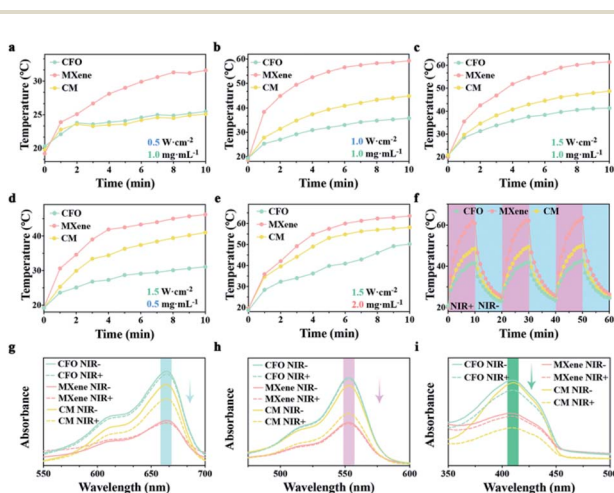 a
b
c
CFO
MXene
CM
Temperature (℃)
20
25
30
0.5 W·cm-2
1.0 mg·mL-1
0 2 4 6 8 10
Time (min)
CFO
MXene
CM
Temperature (℃)
20
30
40
50
60
1.0 W·cm-2
1.0 mg·mL-1
0 2 4 6 8 10
Time (min)
CFO
MXene
CM
Temperature (℃)
20
30
40
50
60
1.5 W·cm-2
1.0 mg·mL-1
0 2 4 6 8 10
Time (min)
d
e
f
CFO
MXene
CM
Temperature (℃)
20
30
40
1.5 W·cm-2
0.5 mg·mL-1
0 2 4 6 8 10
Time (min)
CFO
MXene
CM
Temperature (℃)
20
30
40
50
60
1.5 W·cm-2
2.0 mg·mL-1
0 2 4 6 8 10
Time (min)
CFO MXene CM
Temperature (℃)
20
30
40
50
60
NIR+ NIR-
0 10 20 30 40 50 60
Time (min)
g
h
i
CFO NIR-
CFO NIR+
MXene NIR-
MXene NIR+
CM NIR-
CM NIR+
Absorbance
550 600 650 700
Wavelength (nm)
CFO NIR-
CFO NIR+
MXene NIR-
MXene NIR+
CM NIR-
CM NIR+
Absorbance
500 550 600
Wavelength (nm)
CFO NIR-
CFO NIR+
MXene NIR-
MXene NIR+
CM NIR-
CM NIR+
Absorbance
350 400 450 500
Wavelength (nm)